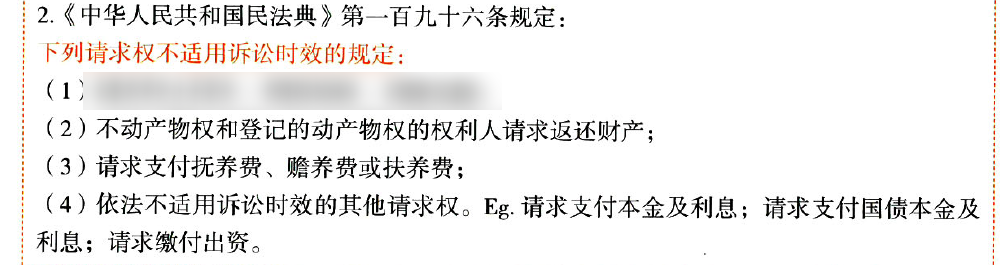 2.《中华人民共和国民法典》第一百九十六条规定：
下列请求权不适用诉讼时效的规定：
（1）
（2）不动产物权和登记的动产物权的权利人请求返还财产；
（3）请求支付抚养费、赡养费或扶养费；
（4）依法不适用诉讼时效的其他请求权。Eg. 请求支付本金及利息；请求支付国债本金及
利息；请求缴付出资。